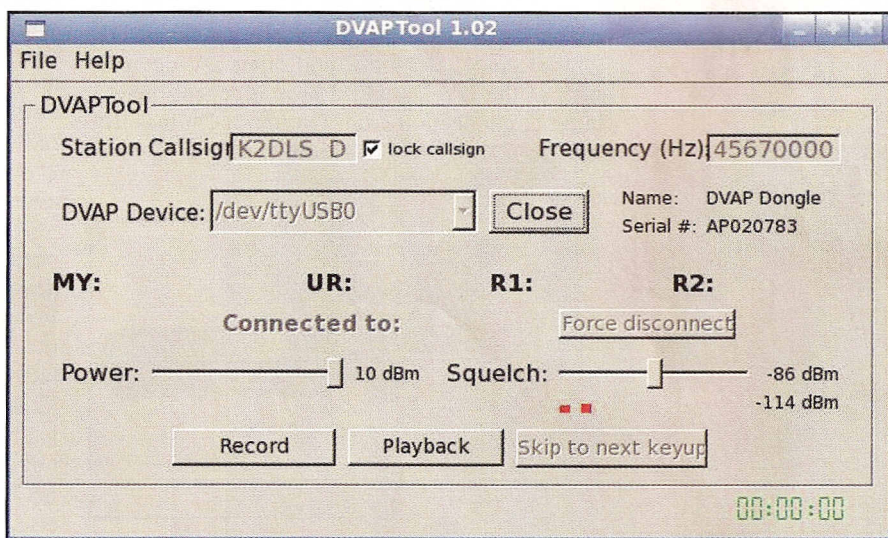 DVAPTool 1.02
File Help
DVAPTool
Station Callsign K2DLS D lock callsign Frequency (Hz): 45670000
DVAP Device: /dev/ttyUSB0 Close Name: DVAP Dongle
Serial #: AP020783
MY: UR: R1: R2:
Connected to: Force disconnect
Power: 10 dBm Squelch: -86 dBm
-114 dBm
Record Playback Skip to next keyup
00:00:00